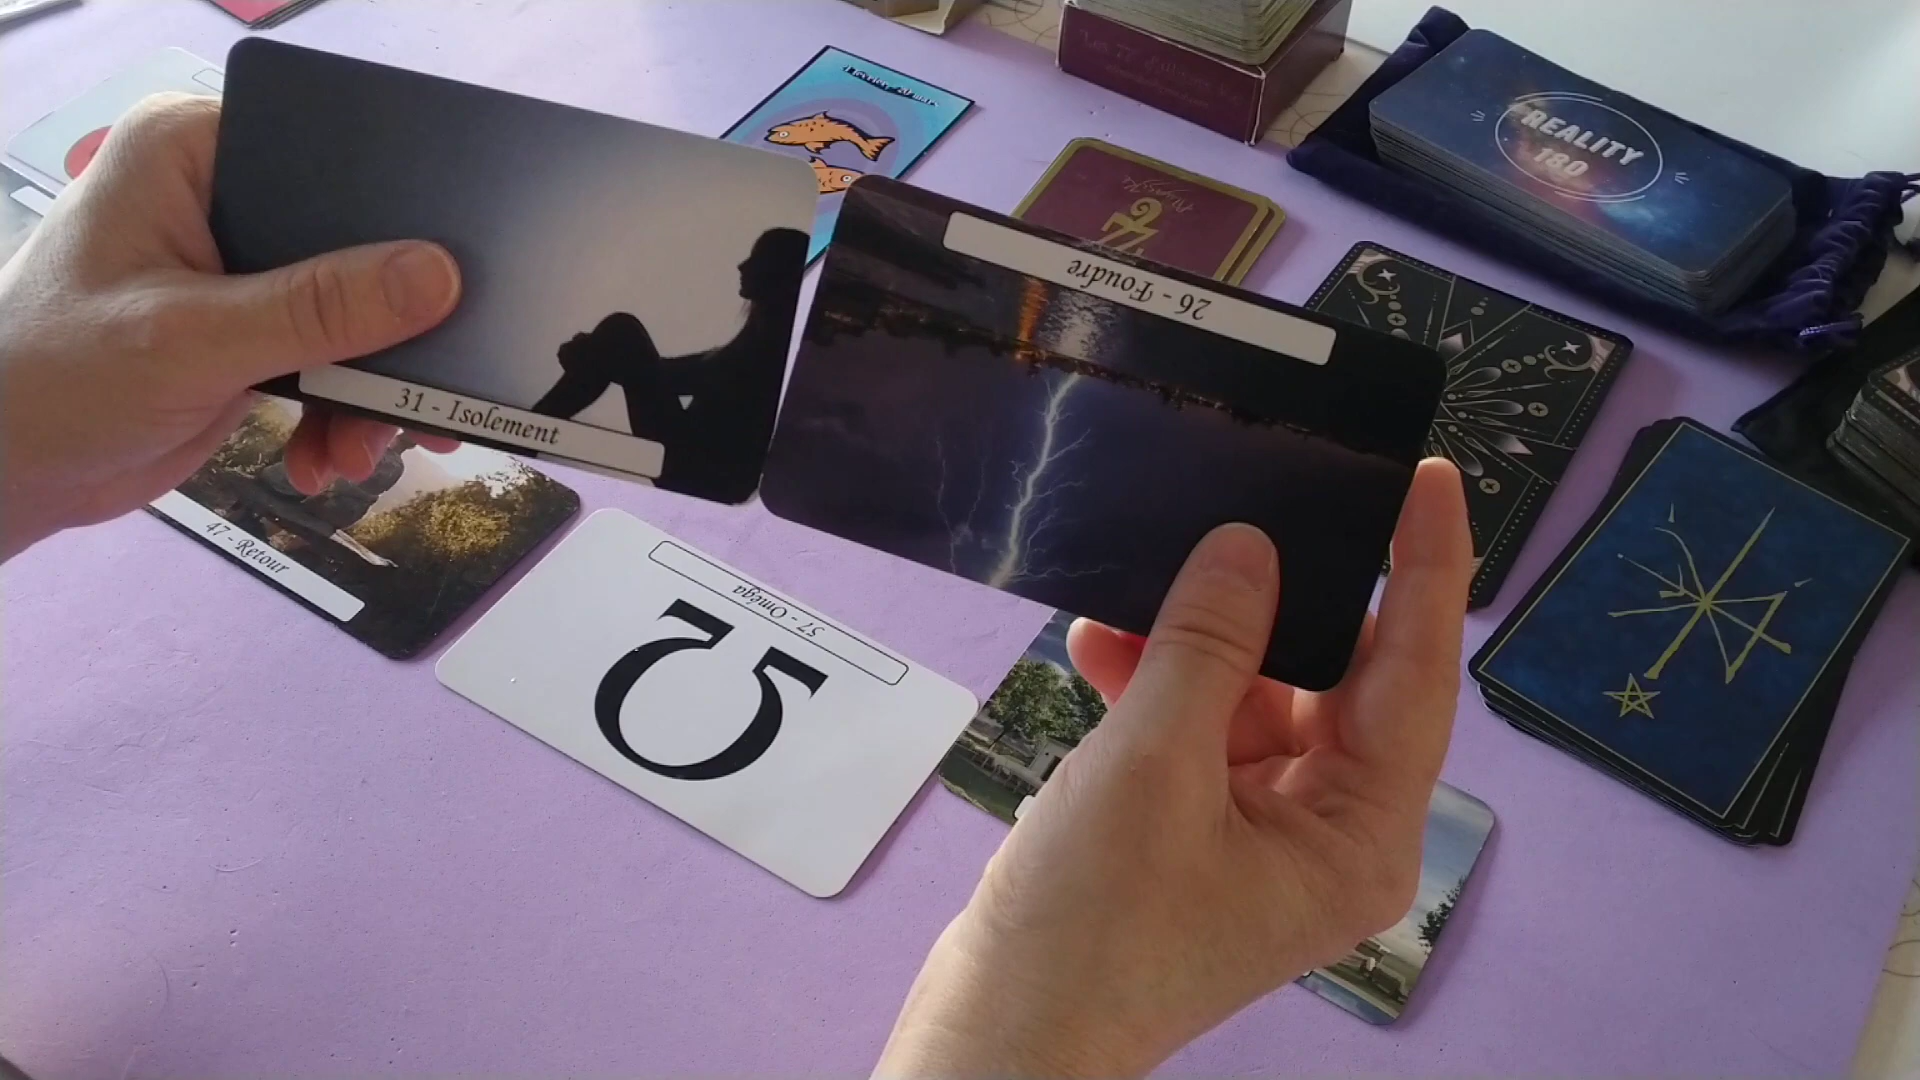 REALITY
180
26 - Foudre
31 - Isolement
47 - Retour
57 - Oméga